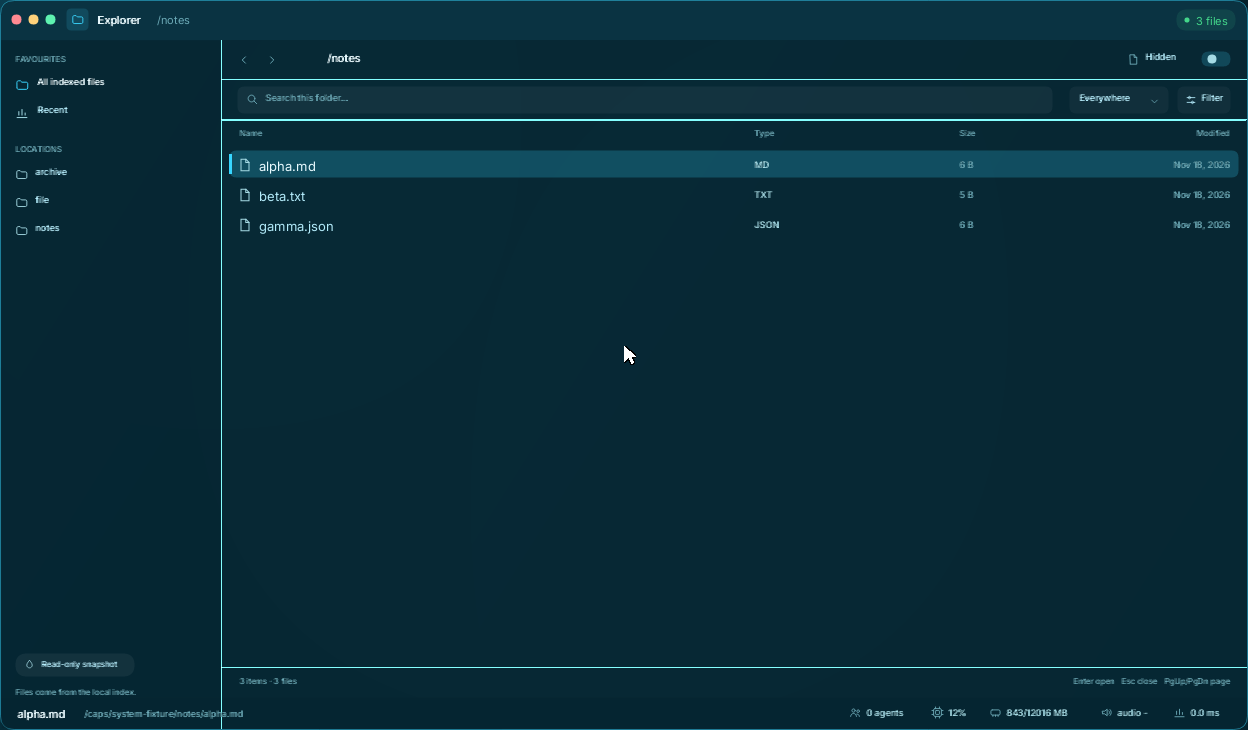 Explorer /notes 3 files
FAVOURITES
All indexed files
Recent
LOCATIONS
archive
file
notes
/notes Hidden
Search this folder... Everywhere Filter
Name Type Size Modified
alpha.md MD 6 B Nov 18, 2026
beta.txt TXT 5 B Nov 18, 2026
gamma.json JSON 6 B Nov 18, 2026
Read-only snapshot
Files come from the local index.
3 items · 3 files Enter open Esc close PgUp/PgDn page
alpha.md /caps/system-fixture/notes/alpha.md 0 agents 12% 843/12016 MB audio - 0.0 ms